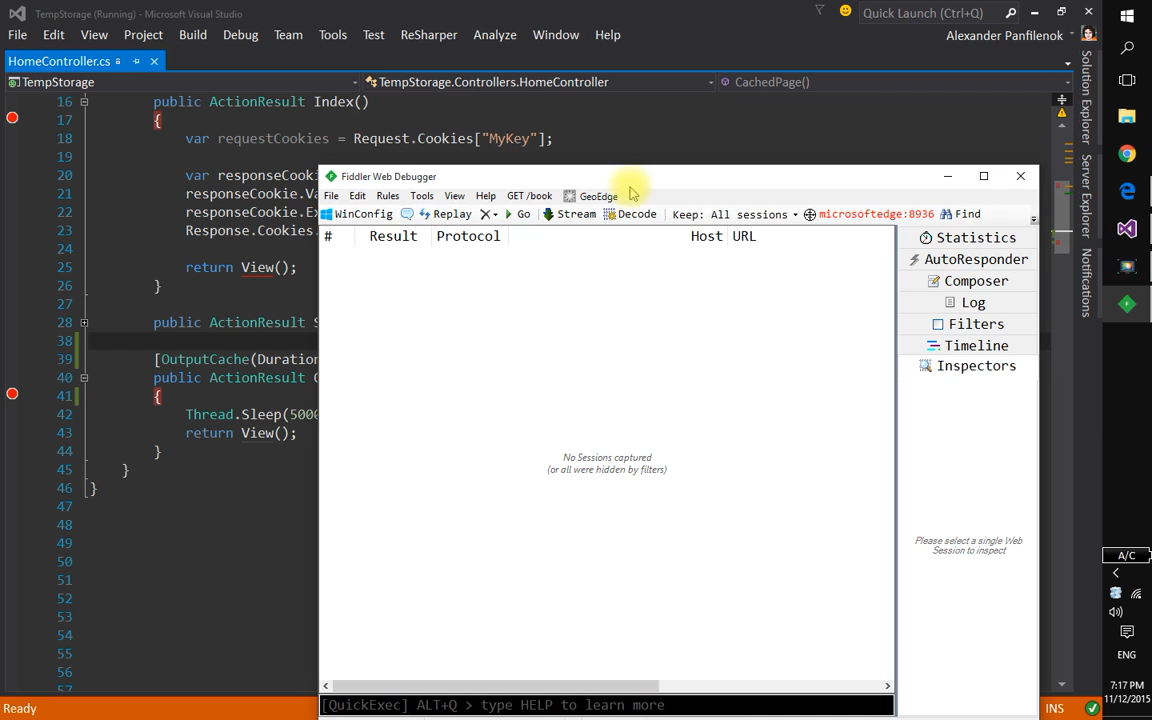 TempStorage (Running) - Microsoft Visual Studio
Quick Launch (Ctrl+Q)
File Edit View Project Build Debug Team Tools Test ReSharper Analyze Window Help
Alexander Panfilenok
HomeController.cs
TempStorage
TempStorage.Controllers.HomeController
CachedPage()
16 public ActionResult Index()
17 {
18 var requestCookies = Request.Cookies["MyKey"];
19
20 var responseCooki
21 responseCookie.Va
22 responseCookie.Ex
23 Response.Cookies.
24
25 return View();
26 }
27
28 public ActionResult S
38
39 [OutputCache(Duration
40 public ActionResult C
41 {
42 Thread.Sleep(5000
43 return View();
44 }
45 }
46 }
47
48
49
50
51
52
53
54
55
56
57
Ready
INS
Fiddler Web Debugger
File Edit Rules Tools View Help GET /book GeoEdge
WinConfig Replay Go Stream Decode Keep: All sessions microsoftedge:8936 Find
# Result Protocol Host URL
No Sessions captured
(or all were hidden by filters)
Statistics
AutoResponder
Composer
Log
Filters
Timeline
Inspectors
Please select a single Web
Session to inspect
[QuickExec] ALT+Q > type HELP to learn more
Solution Explorer
Server Explorer
Notifications
A/C
ENG
7:17 PM
11/12/2015